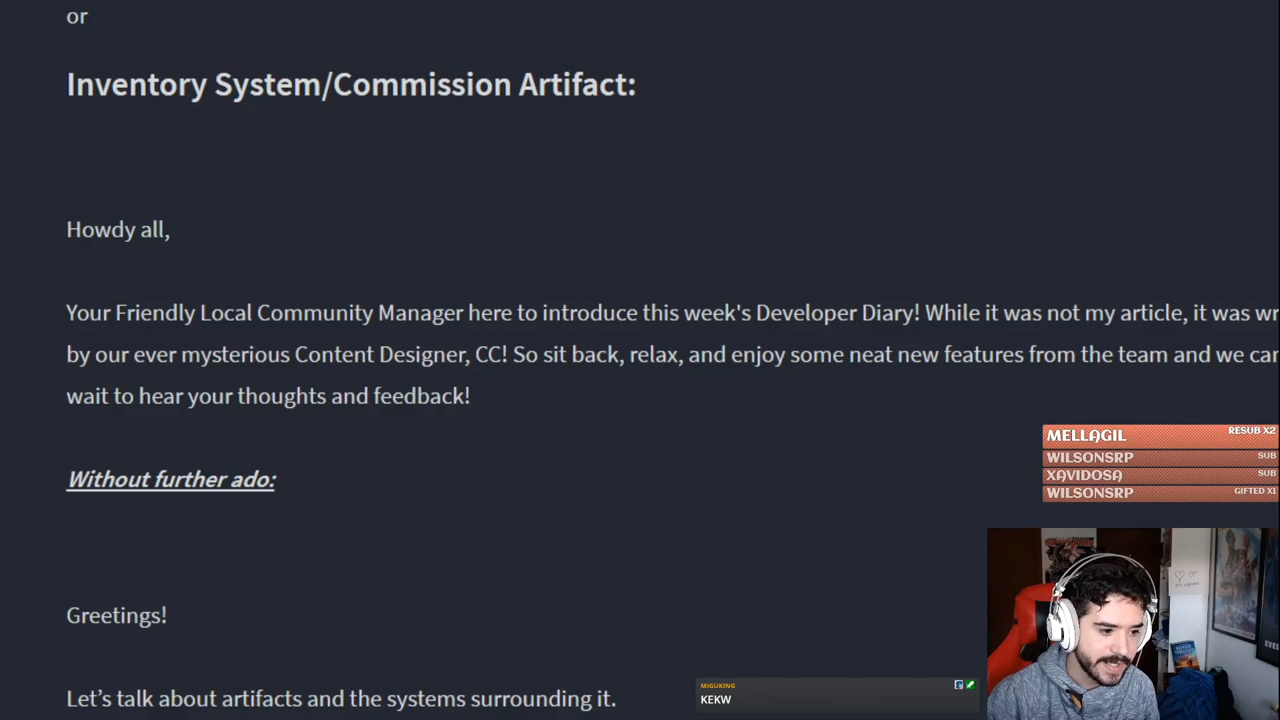 or
Inventory System/Commission Artifact:
Howdy all,
Your Friendly Local Community Manager here to introduce this week's Developer Diary! While it was not my article, it was
by our ever mysterious Content Designer, CC! So sit back, relax, and enjoy some neat new features from the team and we
wait to hear your thoughts and feedback!
Without further ado:
MELLAGIL RESUB X2
WILSONSRP SUB
XAVIDOSA SUB
WILSONSRP GIFTED X1
Greetings!
Let's talk about artifacts and the systems surrounding it.
MIGUKING
KEKW